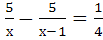 5/x − 5/(x−1) = 1/4